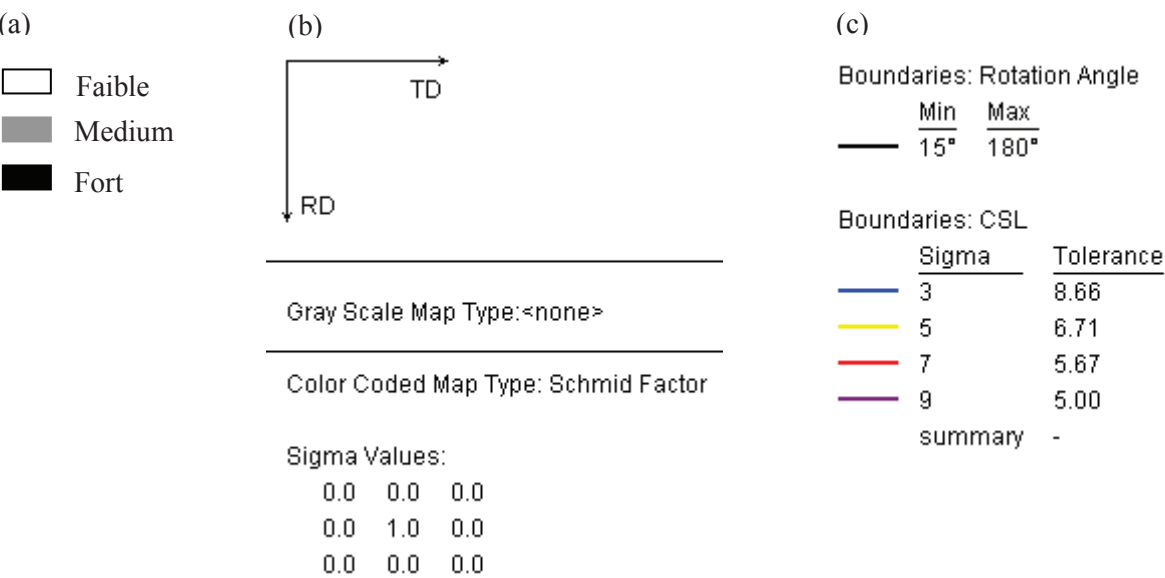 (a)
Faible
Medium
Fort
(b)
TD
RD
Gray Scale Map Type:<none>
Color Coded Map Type: Schmid Factor
Sigma Values:
0.0 0.0 0.0
0.0 1.0 0.0
0.0 0.0 0.0
(c)
Boundaries: Rotation Angle
Min Max
15° 180°
Boundaries: CSL
Sigma Tolerance
3 8.66
5 6.71
7 5.67
9 5.00
summary -